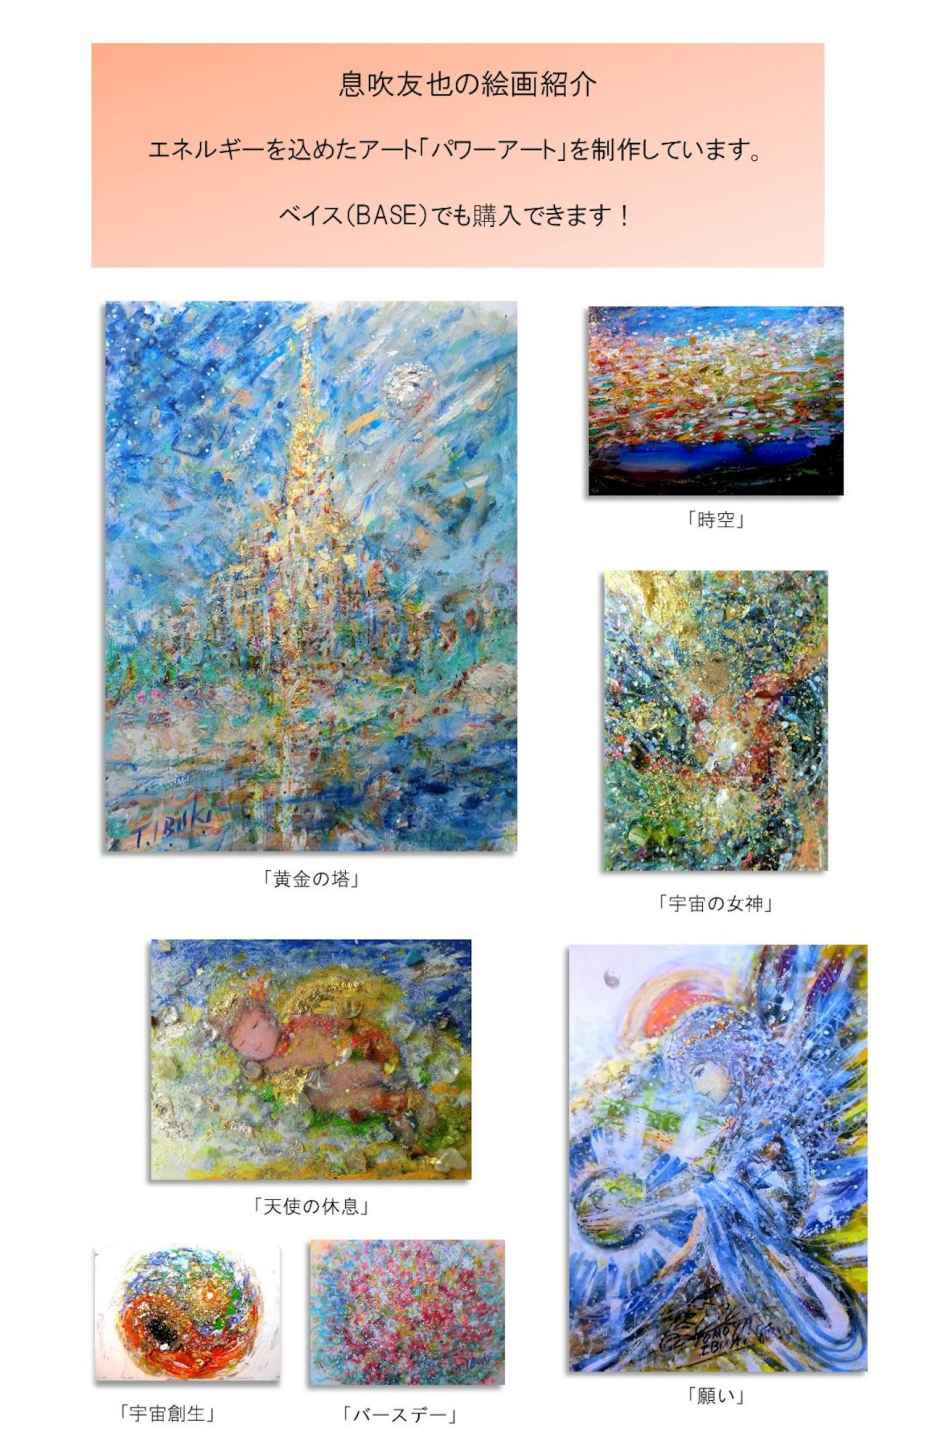 息吹友也の絵画紹介
エネルギーを込めたアート「パワーアート」を制作しています。
ベイス（BASE）でも購入できます！
「時空」
T.IBUKI
「黄金の塔」
「宇宙の女神」
「天使の休息」
TOMOYA
IBUKI
「宇宙創生」
「バースデー」
「願い」